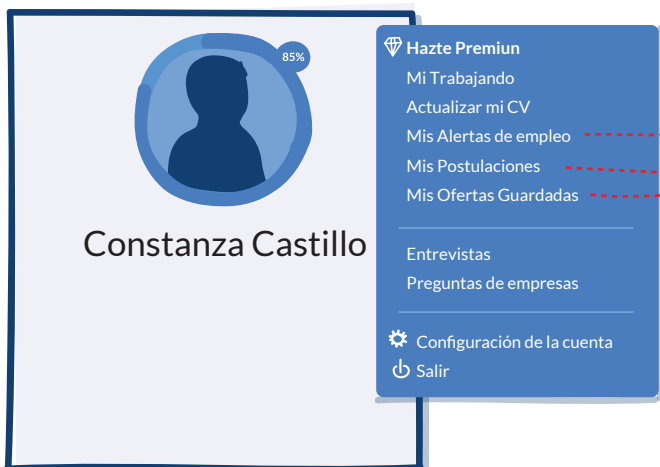 85%
Constanza Castillo
Hazte Premiun
Mi Trabajando
Actualizar mi CV
Mis Alertas de empleo
Mis Postulaciones
Mis Ofertas Guardadas
Entrevistas
Preguntas de empresas
Configuración de la cuenta
Salir